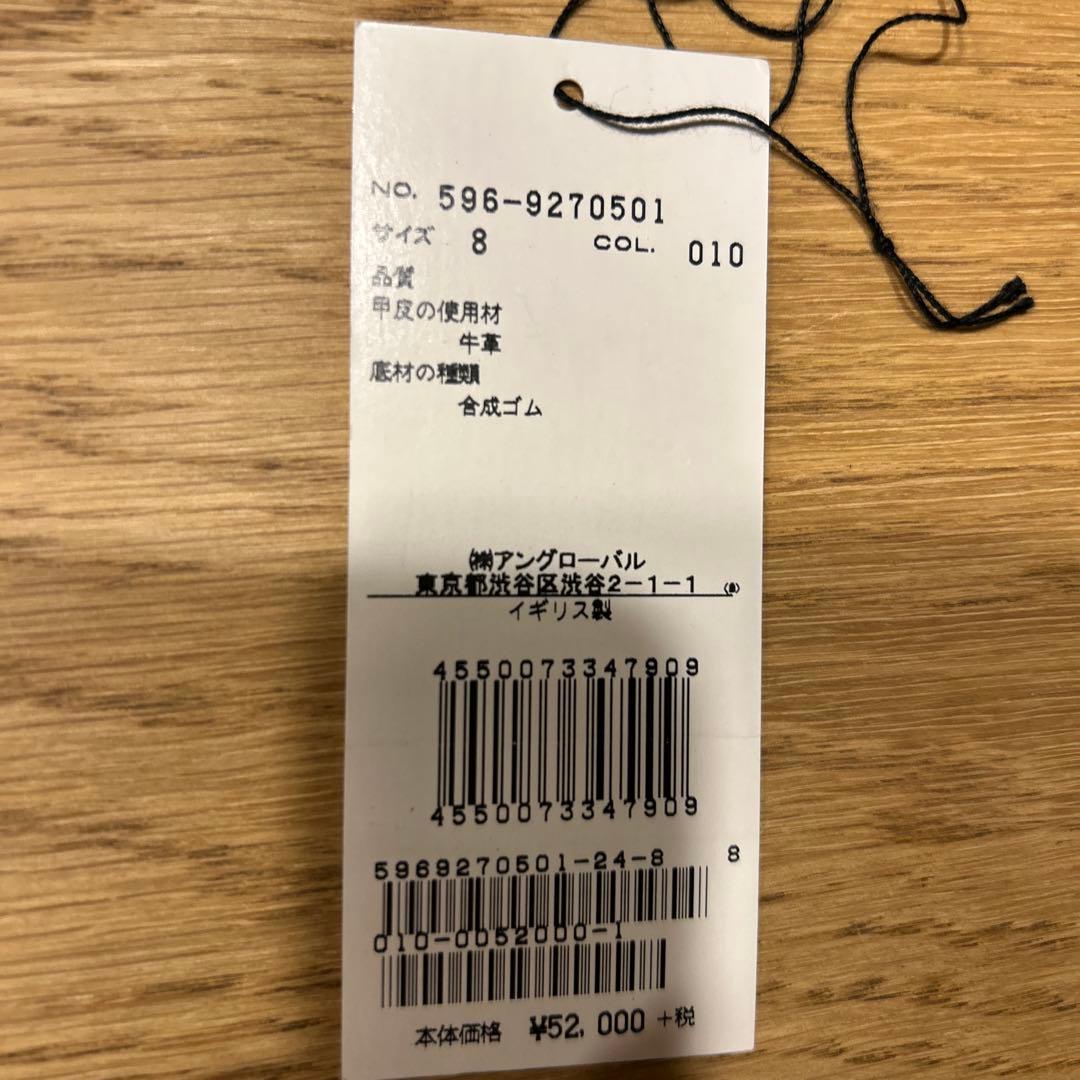 NO. 596-9270501
サイズ 8 COL. 010
品質
甲皮の使用材
牛革
底材の種類
合成ゴム
㈱アングローバル
東京都渋谷区渋谷2-1-1
イギリス製
4550073347909
4550073347909
5969270501-24-8 8
010-0052000-1
本体価格 ¥52,000 +税